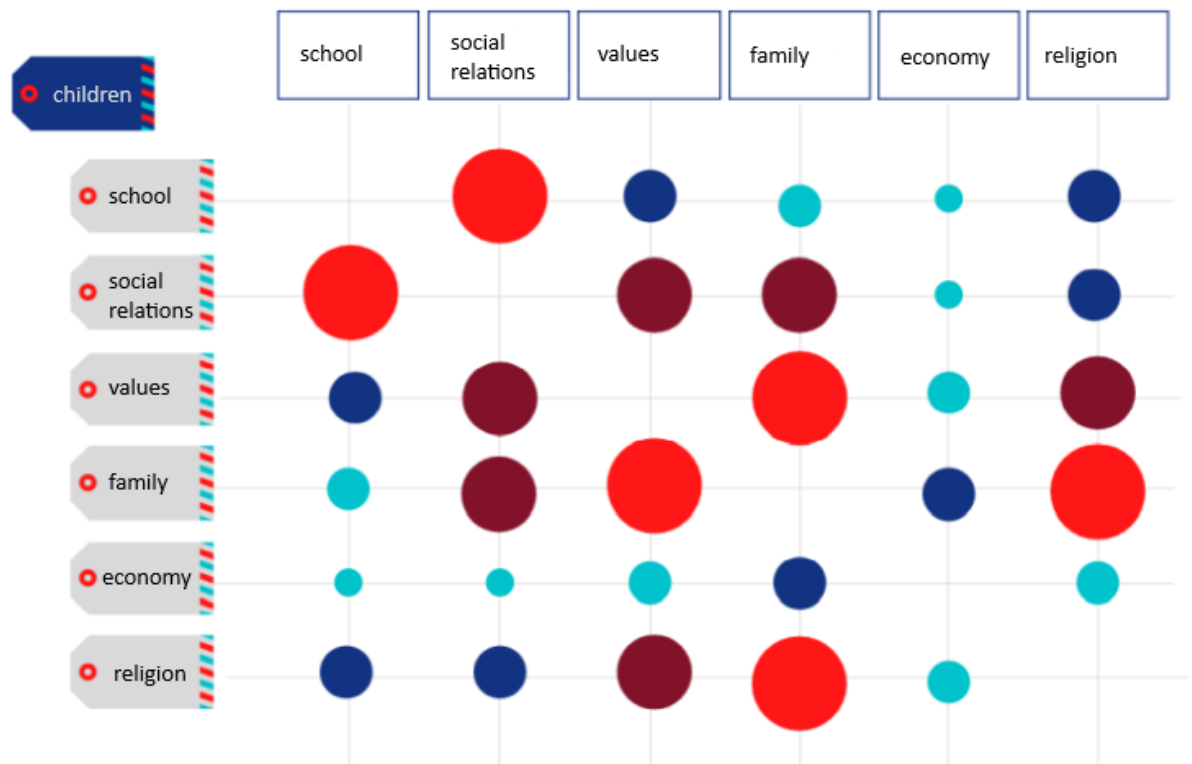 school
social
relations
values
family
economy
religion
children
school
social
relations
values
family
economy
religion